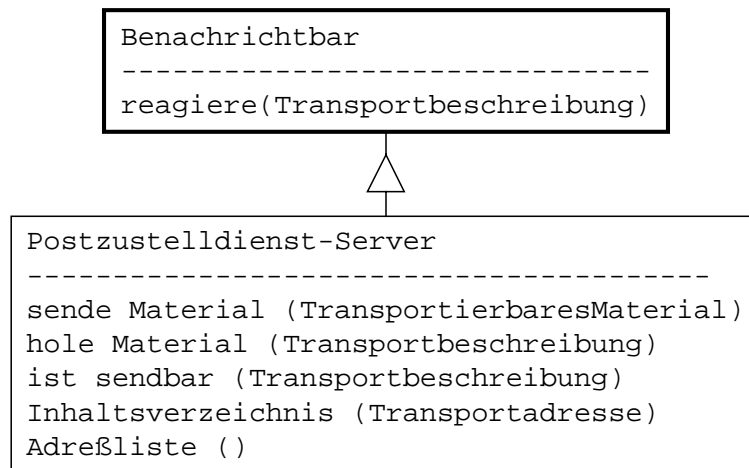 Benachrichtbar
-------------------------------
reagiere(Transportbeschreibung)
Postzustelldienst-Server
----------------------------------------
sende Material (TransportierbaresMaterial)
hole Material (Transportbeschreibung)
ist sendbar (Transportbeschreibung)
Inhaltsverzeichnis (Transportadresse)
Adreßliste ()